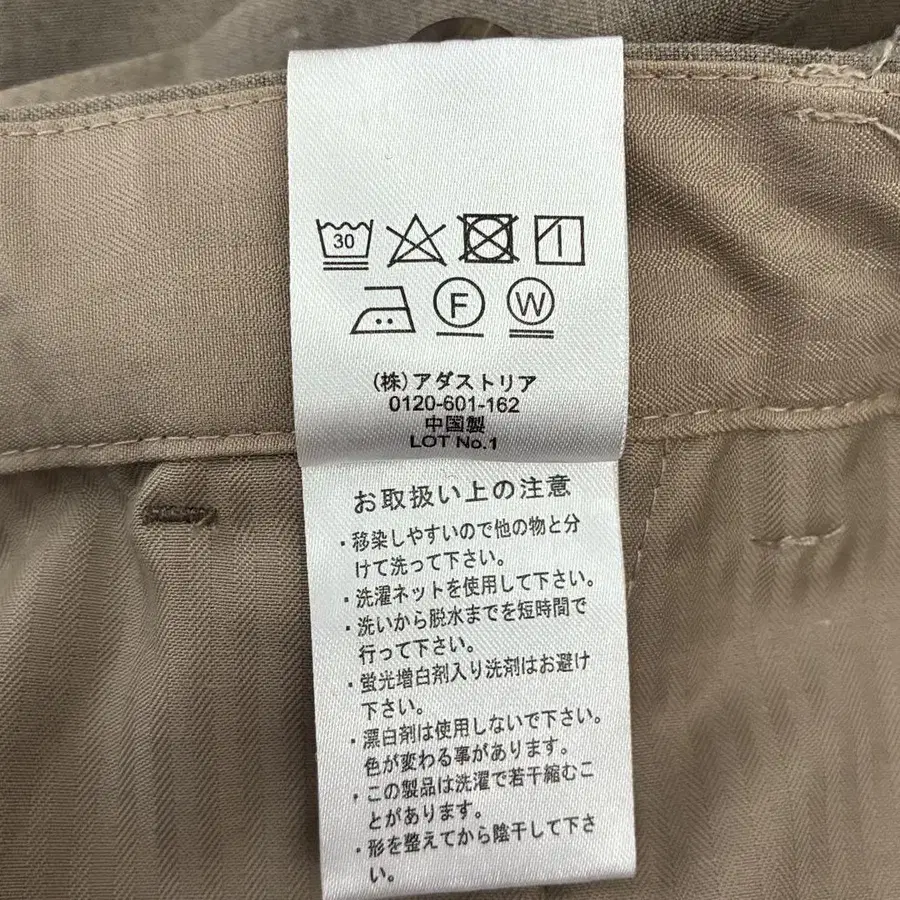 30
F W
(株)アダストリア
0120-601-162
中国製
LOT No.1
お取扱い上の注意
・移染しやすいので他の物と分
けて洗って下さい。
・洗濯ネットを使用して下さい。
・洗いから脱水までを短時間で
行って下さい。
・蛍光増白剤入り洗剤はお避け
下さい。
・漂白剤は使用しないで下さい。
色が変わる事があります。
・この製品は洗濯で若干縮むこ
とがあります。
・形を整えてから陰干して下さ
い。